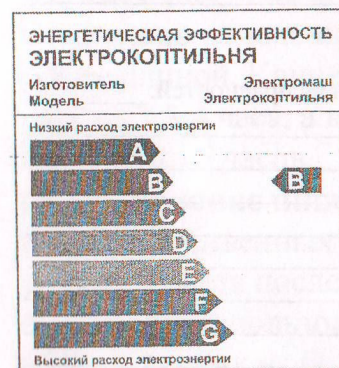 ЭНЕРГЕТИЧЕСКАЯ ЭФФЕКТИВНОСТЬ
ЭЛЕКТРОКОПТИЛЬНЯ
Изготовитель Электромаш
Модель Электрокоптильня
Низкий расход электроэнергии
A
B B
C
D
E
F
G
Высокий расход электроэнергии